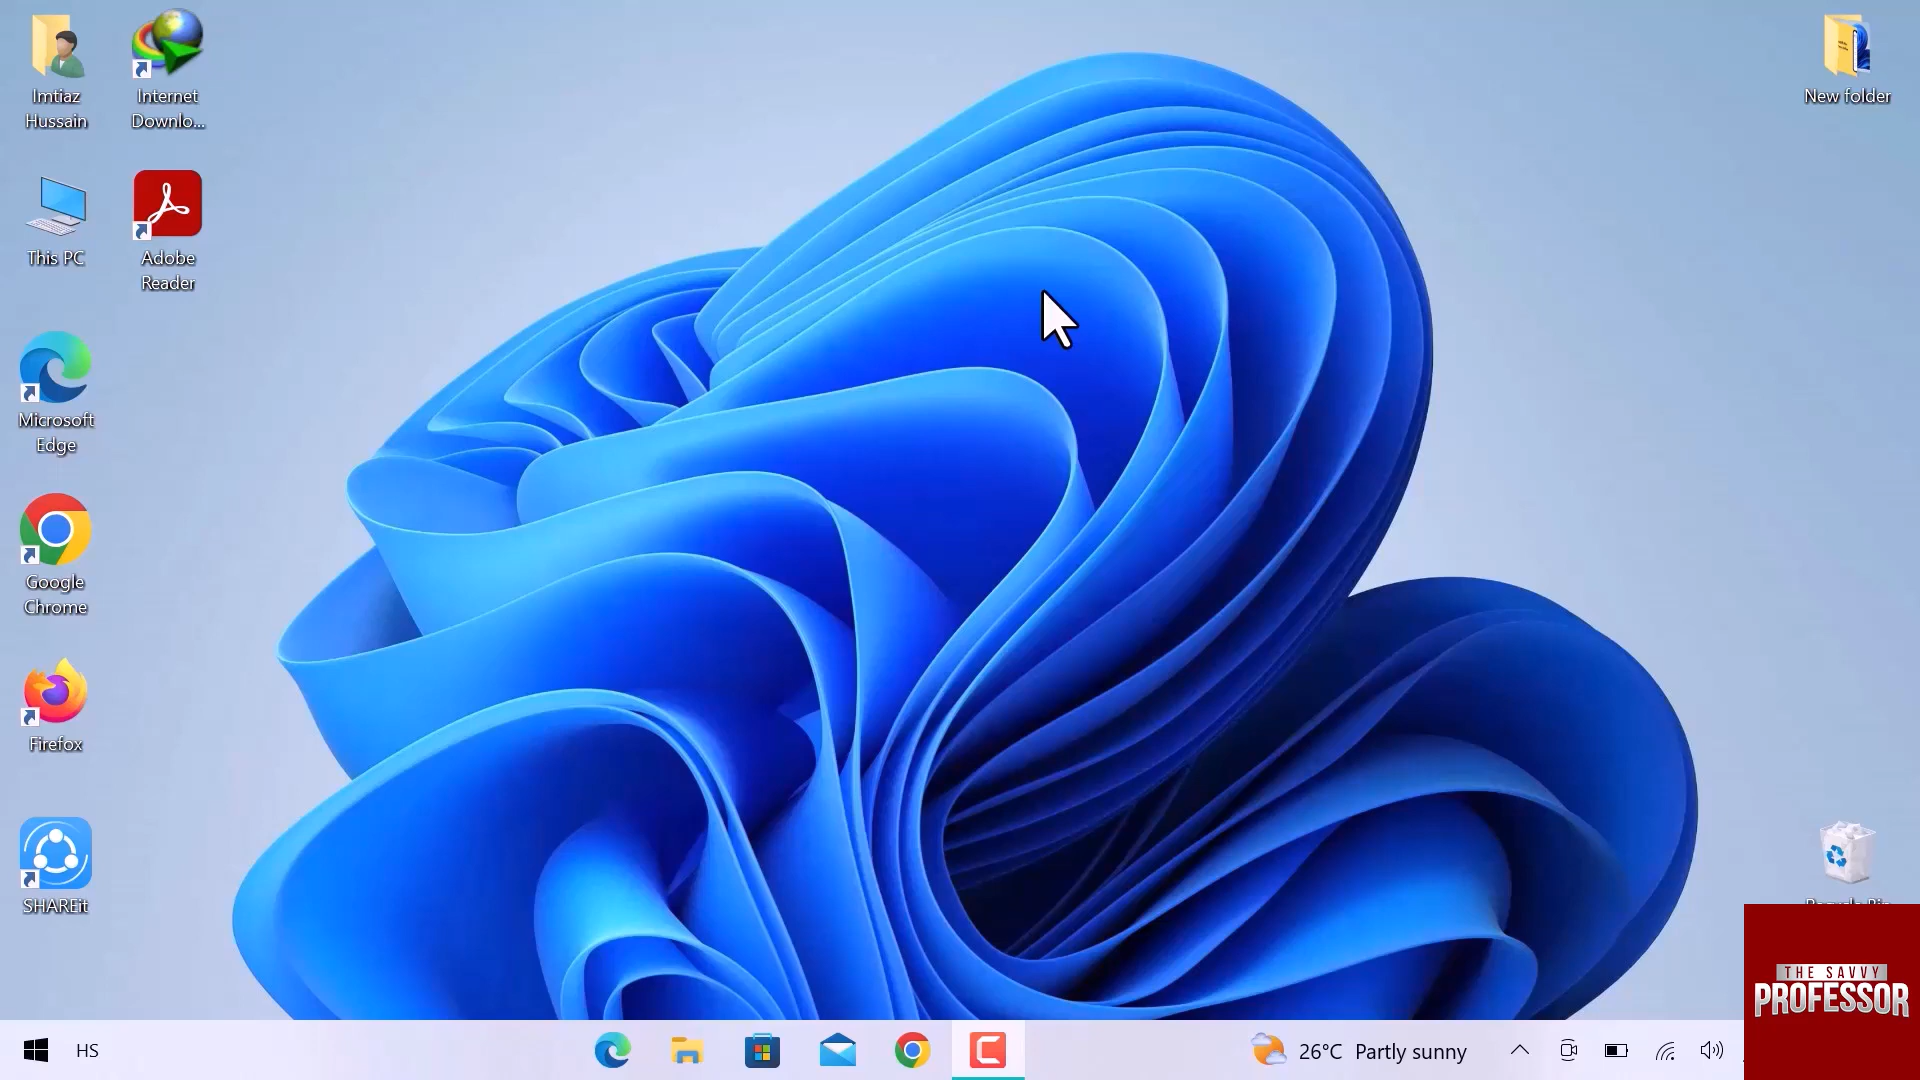 Imtiaz
Hussain
Internet
Downlo...
New folder
This PC
Adobe
Reader
Microsoft
Edge
Google
Chrome
Firefox
SHAREit
THE SAVVY
PROFESSOR
HS
26°C Partly sunny